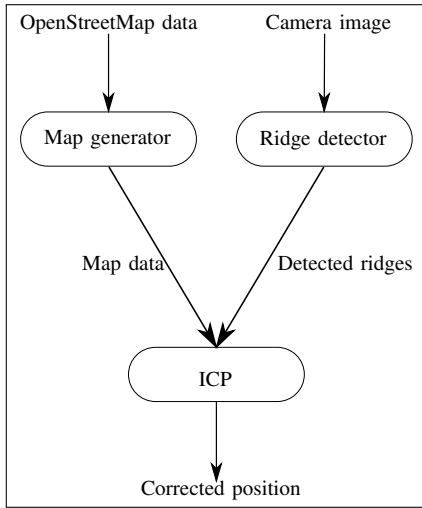 OpenStreetMap data
Camera image
Map generator
Ridge detector
Map data
Detected ridges
ICP
Corrected position